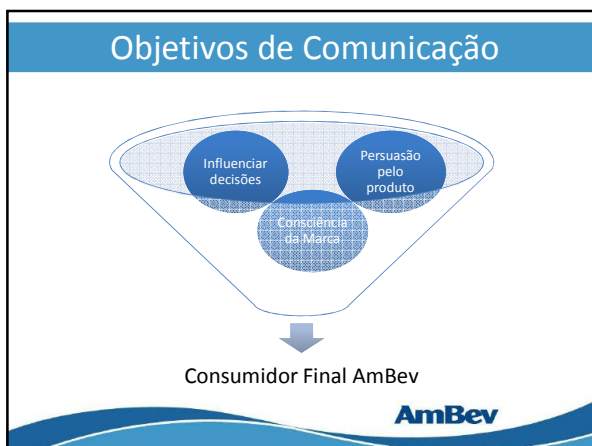 Objetivos de Comunicação
Influenciar
decisões
Persuasão
pelo
produto
Consciência
da Marca
Consumidor Final AmBev
AmBev